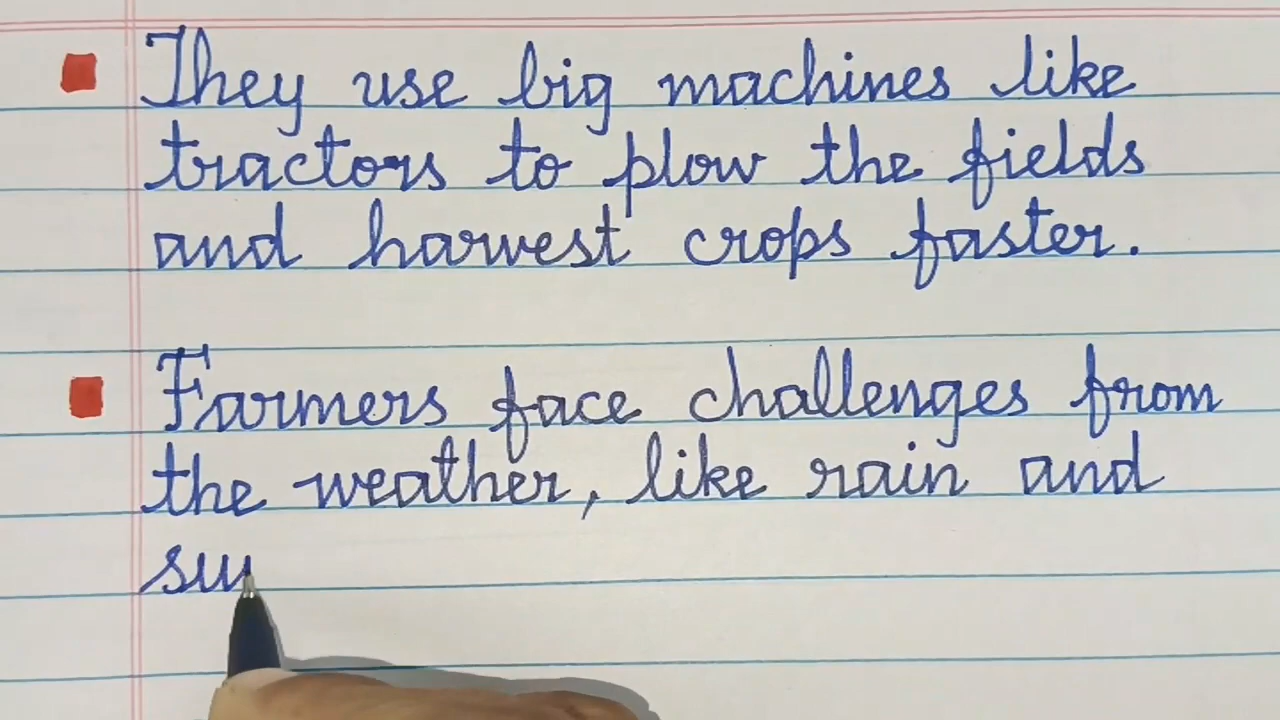 They use big machines like
tractors to plow the fields
and harvest crops faster.
Farmers face challenges from
the weather, like rain and
su